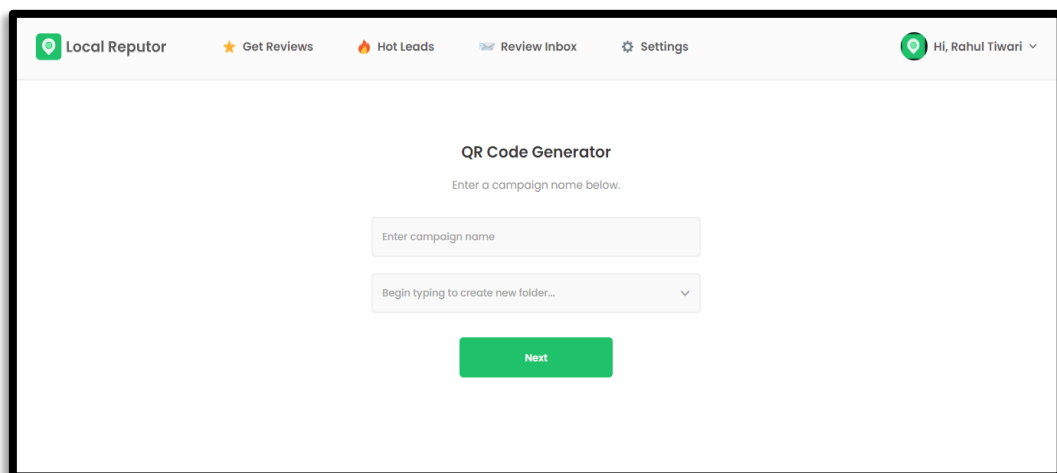 Local Reputor
Get Reviews
Hot Leads
Review Inbox
Settings
Hi, Rahul Tiwari
QR Code Generator
Enter a campaign name below.
Enter campaign name
Begin typing to create new folder...
Next